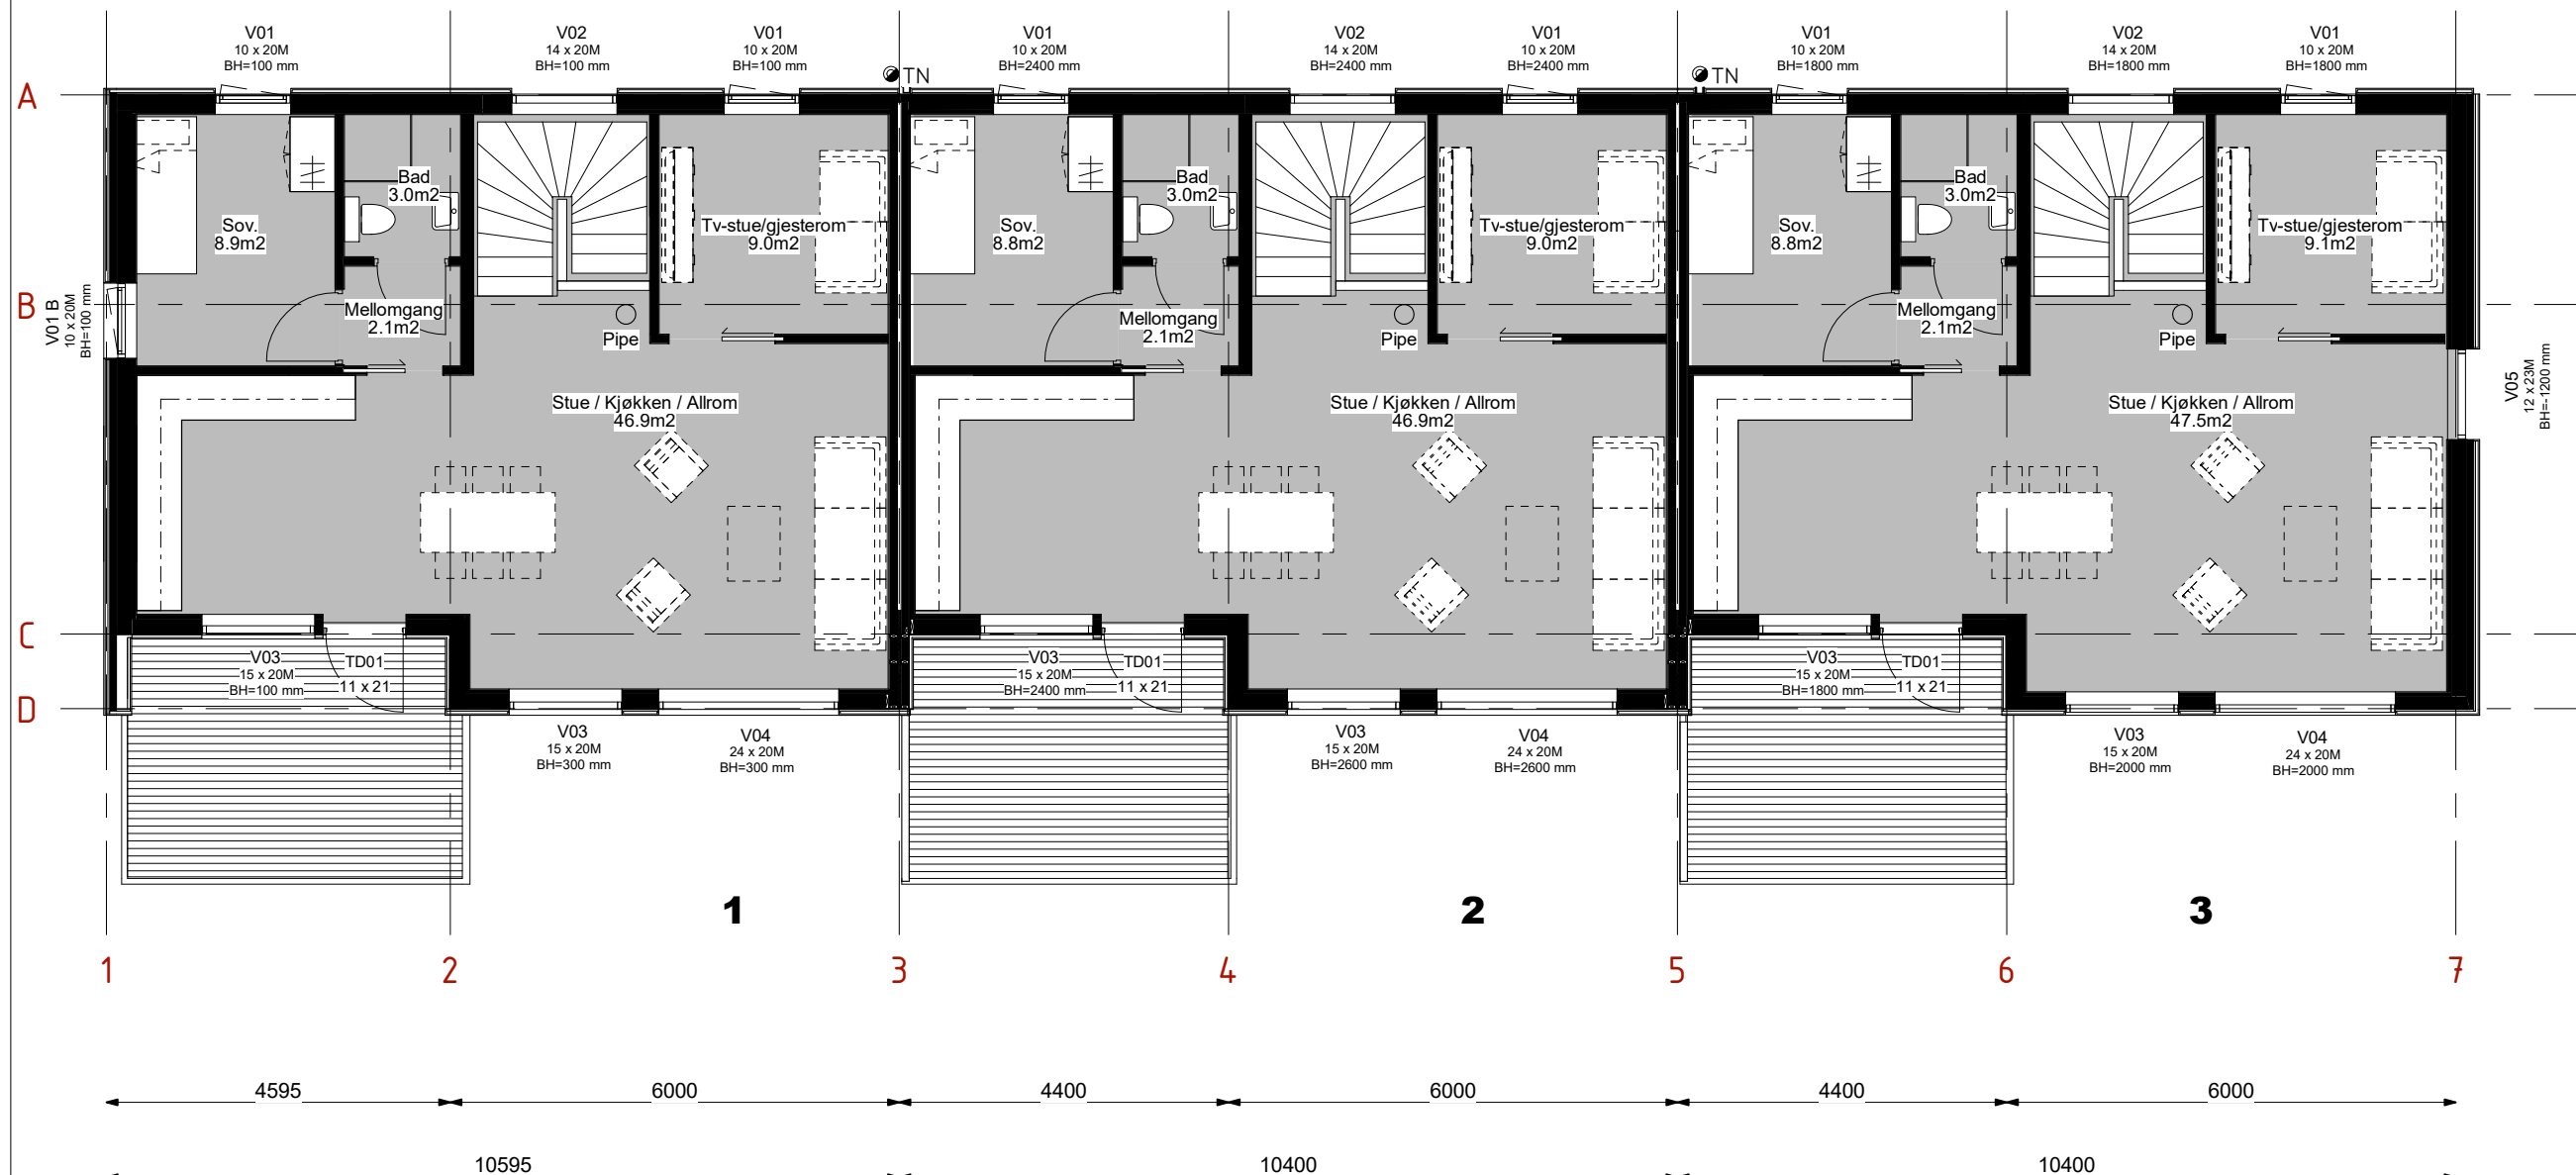 V01
10 x 20M
BH=100 mm
V02
14 x 20M
BH=100 mm
V01
10 x 20M
BH=100 mm
V01
10 x 20M
BH=2400 mm
V02
14 x 20M
BH=2400 mm
V01
10 x 20M
BH=2400 mm
V01
10 x 20M
BH=1800 mm
V02
14 x 20M
BH=1800 mm
V01
10 x 20M
BH=1800 mm
TN
TN
A
Bad
3.0m2
Sov.
8.9m2
Tv-stue/gjesterom
9.0m2
Bad
3.0m2
Sov.
8.8m2
Tv-stue/gjesterom
9.0m2
Bad
3.0m2
Sov.
8.8m2
Tv-stue/gjesterom
9.1m2
B
V01 B
10 x 20M
BH=100 mm
Mellomgang
2.1m2
Pipe
Mellomgang
2.1m2
Pipe
Mellomgang
2.1m2
Pipe
V05
12 x 23M
BH=-1200 mm
Stue / Kjøkken / Allrom
46.9m2
Stue / Kjøkken / Allrom
46.9m2
Stue / Kjøkken / Allrom
47.5m2
C
V03
15 x 20M
BH=100 mm
TD01
11 x 21
V03
15 x 20M
BH=2400 mm
TD01
11 x 21
V03
15 x 20M
BH=1800 mm
TD01
11 x 21
D
V03
15 x 20M
BH=300 mm
V04
24 x 20M
BH=300 mm
V03
15 x 20M
BH=2600 mm
V04
24 x 20M
BH=2600 mm
V03
15 x 20M
BH=2000 mm
V04
24 x 20M
BH=2000 mm
1
2
3
1
2
3
4
5
6
7
4595
6000
4400
6000
4400
6000
10595
10400
10400